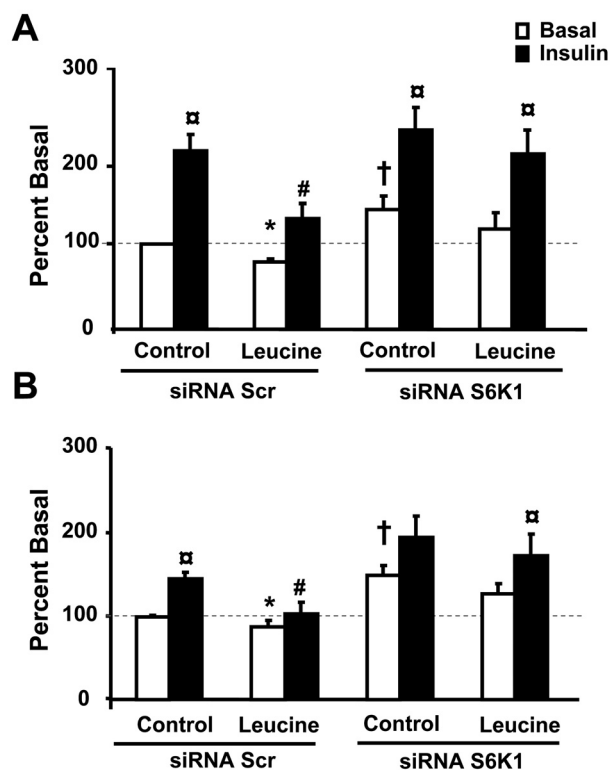 A
Basal
Insulin
Percent Basal
300
200
100
0
¤
*
#
†
¤
¤
Control Leucine Control Leucine
siRNA Scr siRNA S6K1
B
Percent Basal
300
200
100
0
¤
*
#
†
¤
Control Leucine Control Leucine
siRNA Scr siRNA S6K1